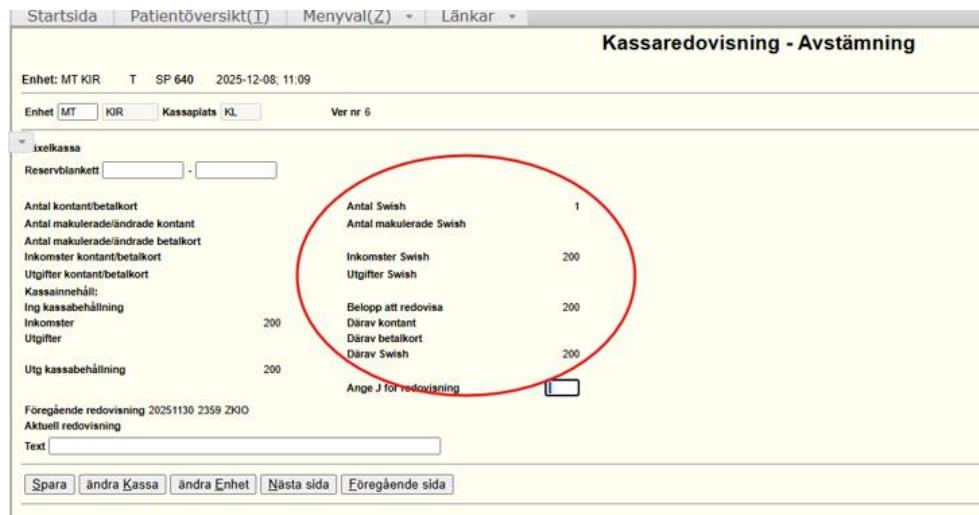 Startsida Patientöversikt(T) Menyval(Z) Länkar
Kassaredovisning - Avstämning
Enhet: MT KIR T SP 640 2025-12-08; 11:09
Enhet MT KIR Kassaplats KL Ver nr 6
äxelkassa
Reservblankett -
Antal kontant/betalkort Antal Swish 1
Antal makulerade/ändrade kontant Antal makulerade Swish
Antal makulerade/ändrade betalkort
Inkomster kontant/betalkort Inkomster Swish 200
Utgifter kontant/betalkort Utgifter Swish
Kassainnehåll:
Ing kassabehållning Belopp att redovisa 200
Inkomster 200 Därav kontant
Utgifter Därav betalkort
Därav Swish 200
Utg kassabehållning 200
Ange J för redovisning
Föregående redovisning 20251130 2359 ZKIO
Aktuell redovisning
Text
Spara ändra Kassa ändra Enhet Nästa sida Föregående sida